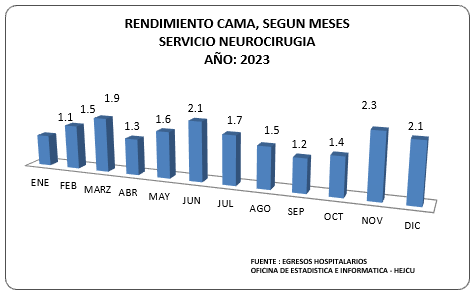 RENDIMIENTO CAMA, SEGUN MESES
SERVICIO NEUROCIRUGIA
AÑO: 2023
1.1
1.5
1.9
1.3
1.6
2.1
1.7
1.5
1.2
1.4
2.3
2.1
ENE
FEB
MARZ
ABR
MAY
JUN
JUL
AGO
SEP
OCT
NOV
DIC
FUENTE : EGRESOS HOSPITALARIOS
OFICINA DE ESTADISTICA E INFORMATICA - HEJCU